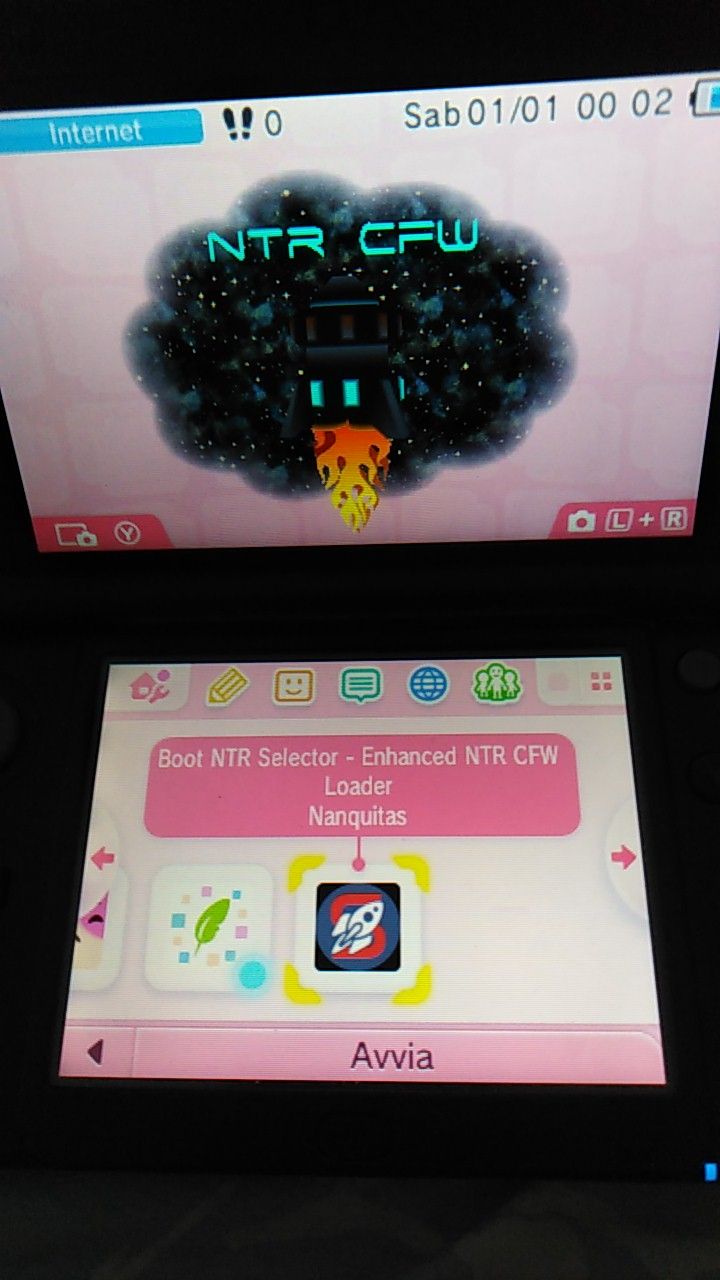 Internet
0
Sab 01/01 00 02
NTR CFW
Y
L + R
Boot NTR Selector - Enhanced NTR CFW
Loader
Nanquitas
Avvia